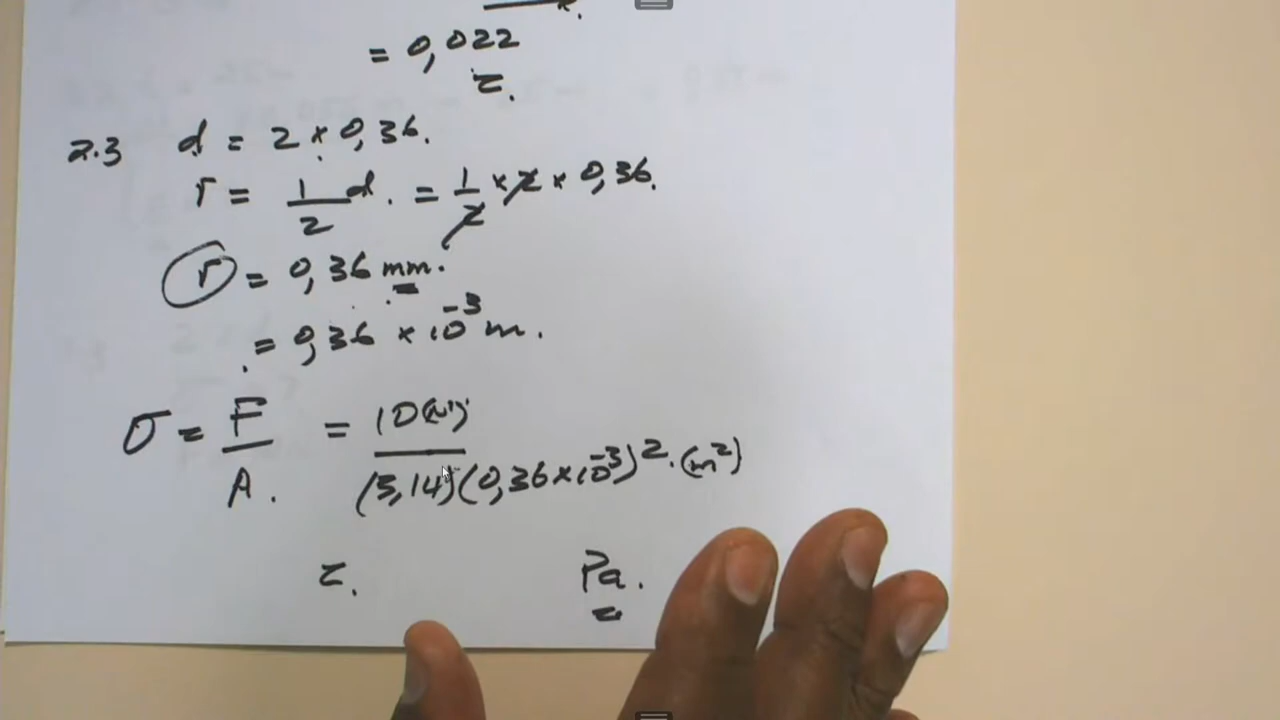 = 0,022
2.3 d = 2 × 0,36.
r = 1/2 d. = 1/2 × 2 × 0,36.
r = 0,36 mm.
= 0,36 × 10⁻³ m.
σ = F/A. = 10(N)/(3,14)(0,36×10⁻³)². (m²)
= Pa.